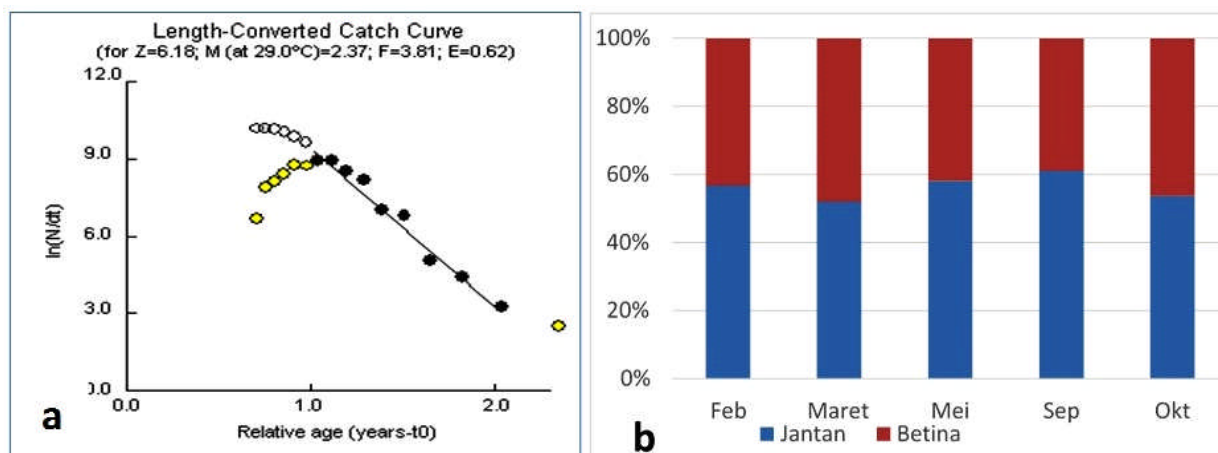 Length-Converted Catch Curve
(for Z=6.18; M (at 29.0°C)=2.37; F=3.81; E=0.62)
12.0
9.0
6.0
3.0
).0
ln(N/dt)
0.0 1.0 2.0
Relative age (years-t0)
a
100%
80%
60%
40%
20%
0%
Feb Maret Mei Sep Okt
Jantan Betina
b